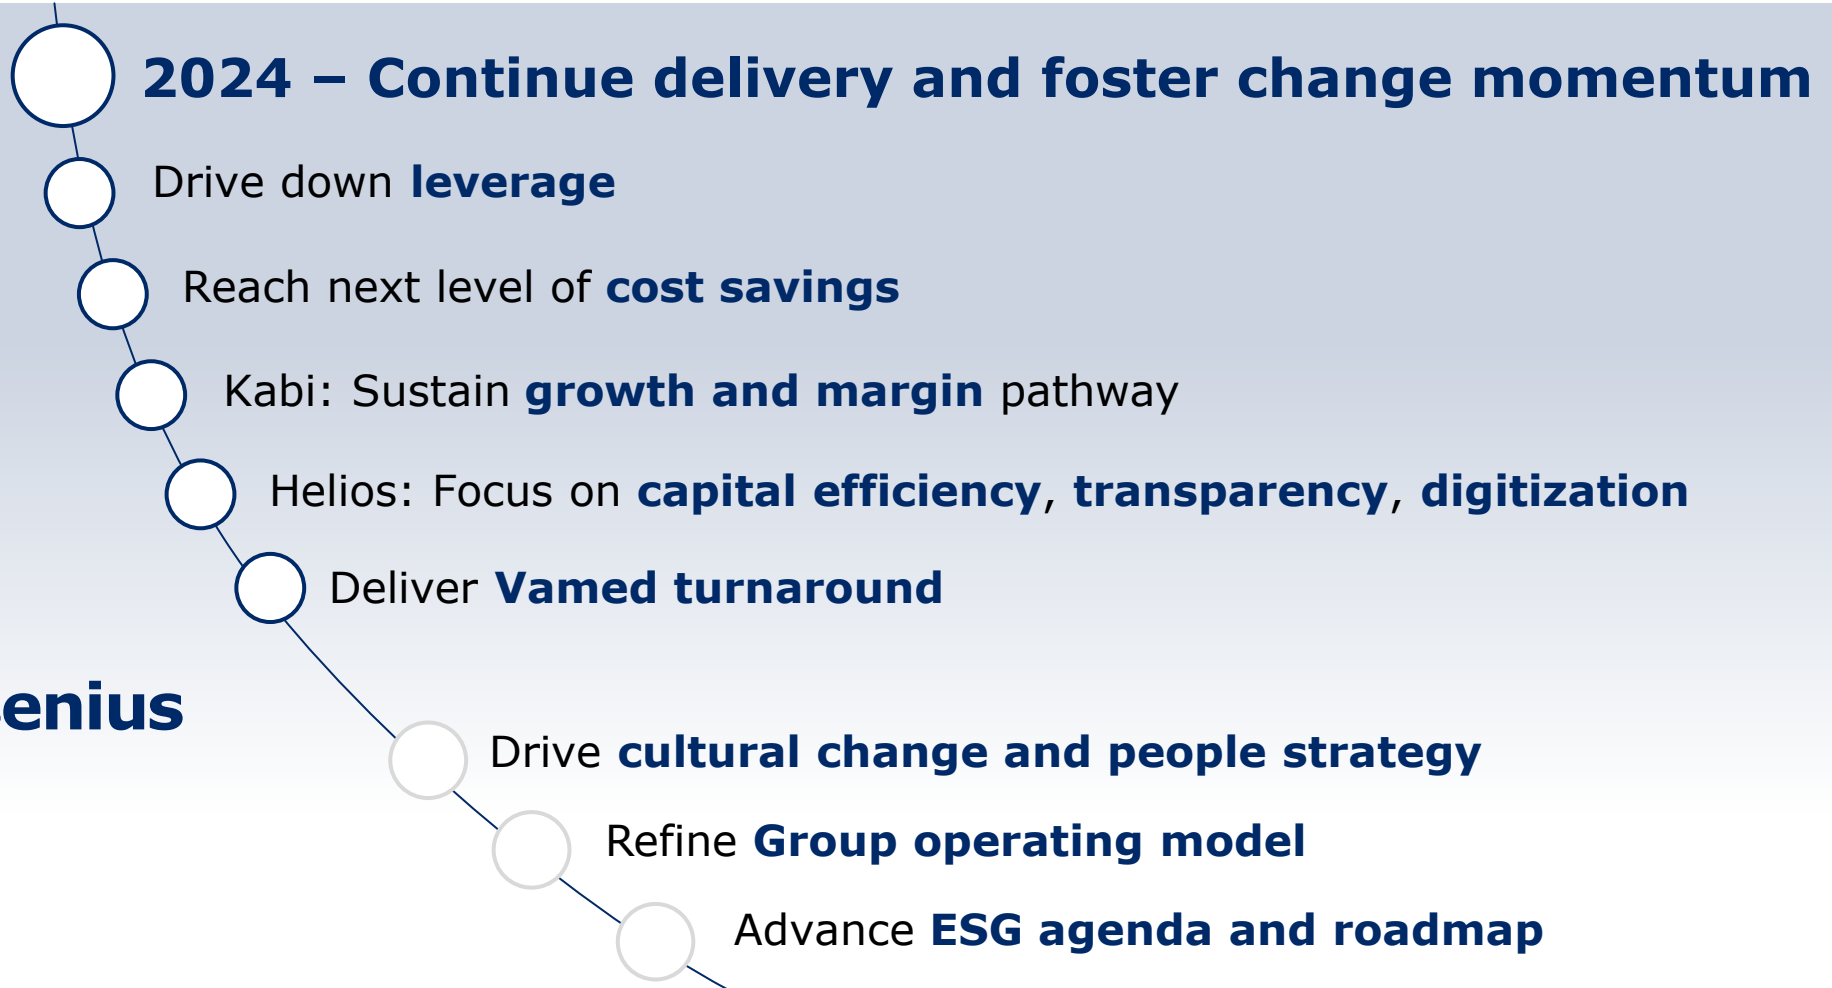 2024 – Continue delivery and foster change momentum
Drive down leverage
Reach next level of cost savings
Kabi: Sustain growth and margin pathway
Helios: Focus on capital efficiency, transparency, digitization
Deliver Vamed turnaround
enius
Drive cultural change and people strategy
Refine Group operating model
Advance ESG agenda and roadmap